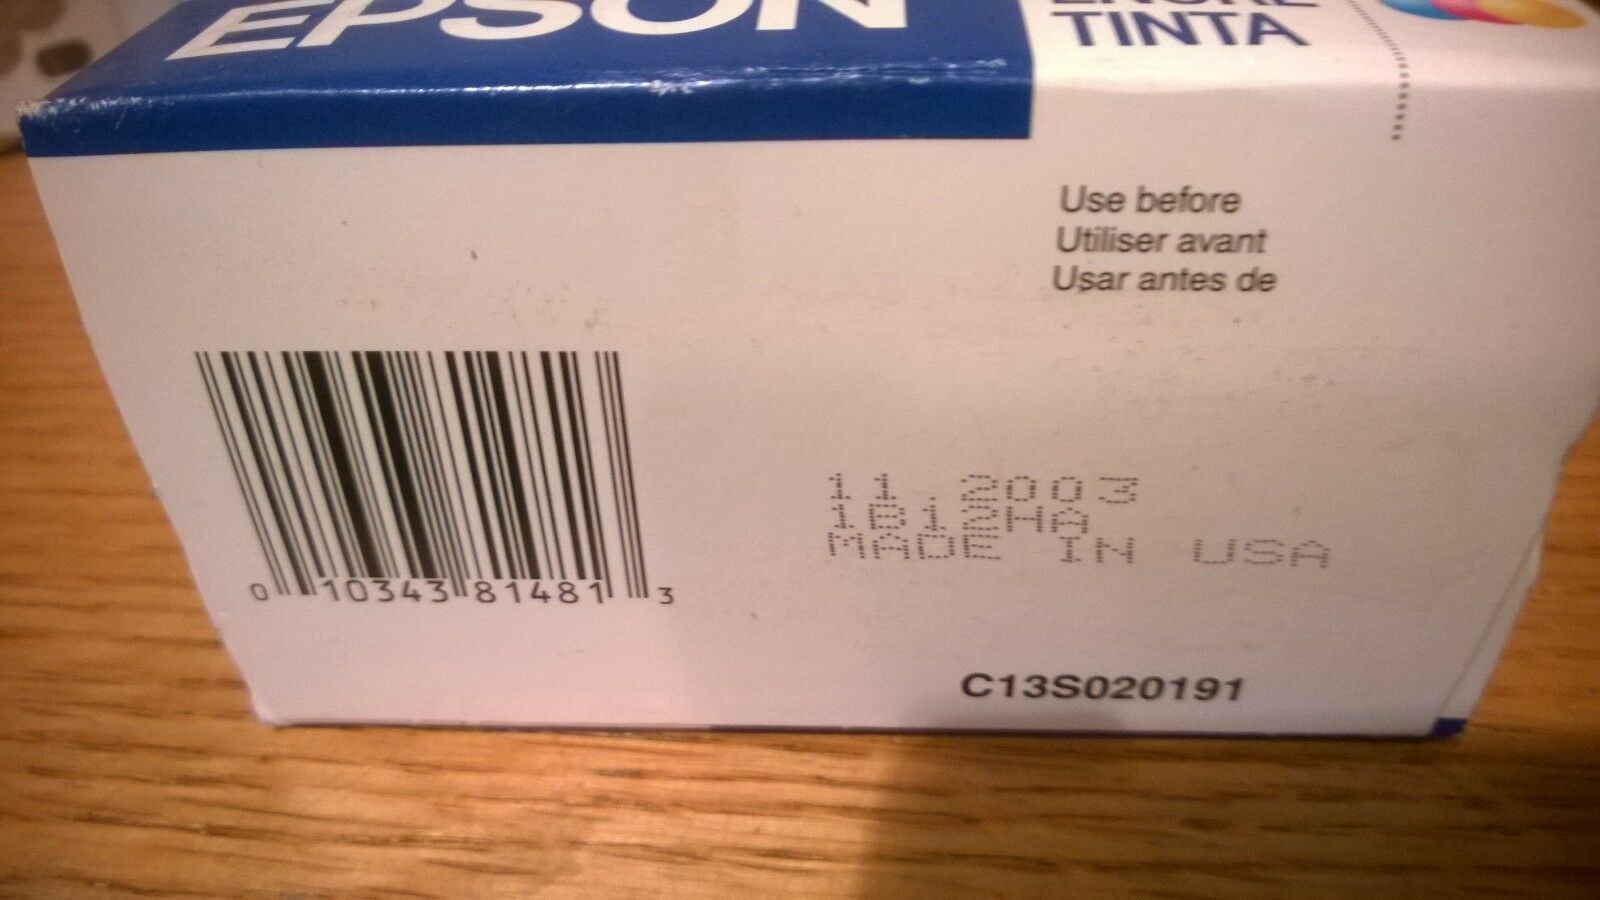 EPSON
ENCRE
TINTA
Use before
Utiliser avant
Usar antes de
11.2003
1B12HA
MADE IN USA
0 10343 81481 3
C13S020191